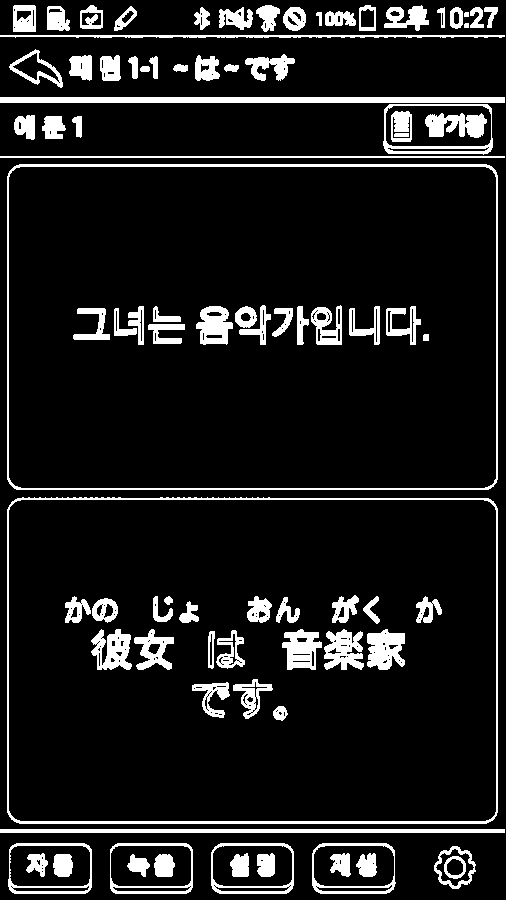 100% 오후 10:27
패턴 1-1 ~は~です
예문 1
암기장
그녀는 음악가입니다.
かの じょ おん がく か
彼女 は 音楽家
です。
자동 녹음 설명 재생